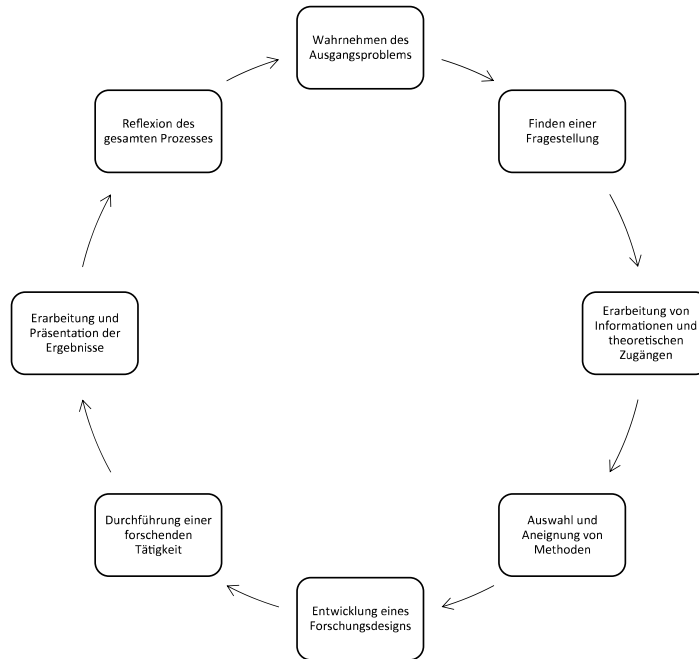 Wahrnehmen des
Ausgangsproblems
Finden einer
Fragestellung
Erarbeitung von
Informationen und
theoretischen
Zugängen
Auswahl und
Aneignung von
Methoden
Entwicklung eines
Forschungsdesigns
Durchführung einer
forschenden
Tätigkeit
Erarbeitung und
Präsentation der
Ergebnisse
Reflexion des
gesamten Prozesses